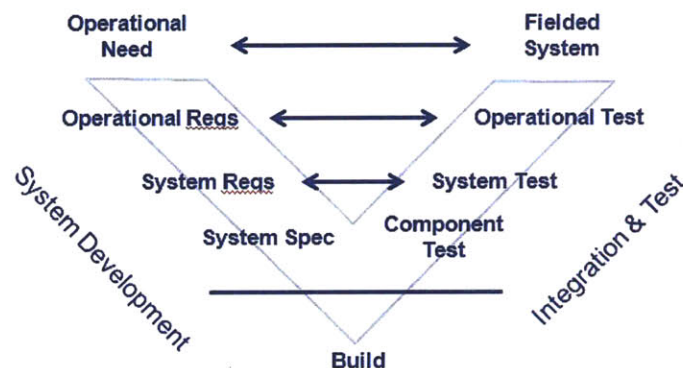 Operational
Need
Fielded
System
Operational Reqs
Operational Test
System Reqs
System Test
System Spec
Component
Test
System Development
Integration & Test
Build